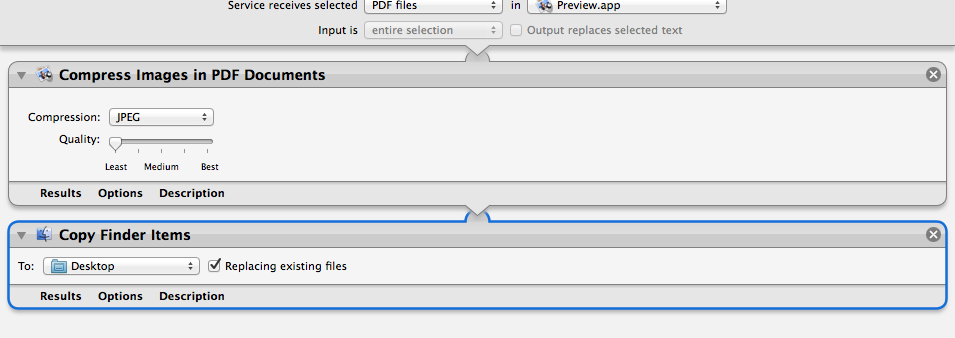 Service receives selected PDF files in Preview.app
Input is entire selection Output replaces selected text
Compress Images in PDF Documents
Compression: JPEG
Quality:
Least Medium Best
Results Options Description
Copy Finder Items
To: Desktop Replacing existing files
Results Options Description